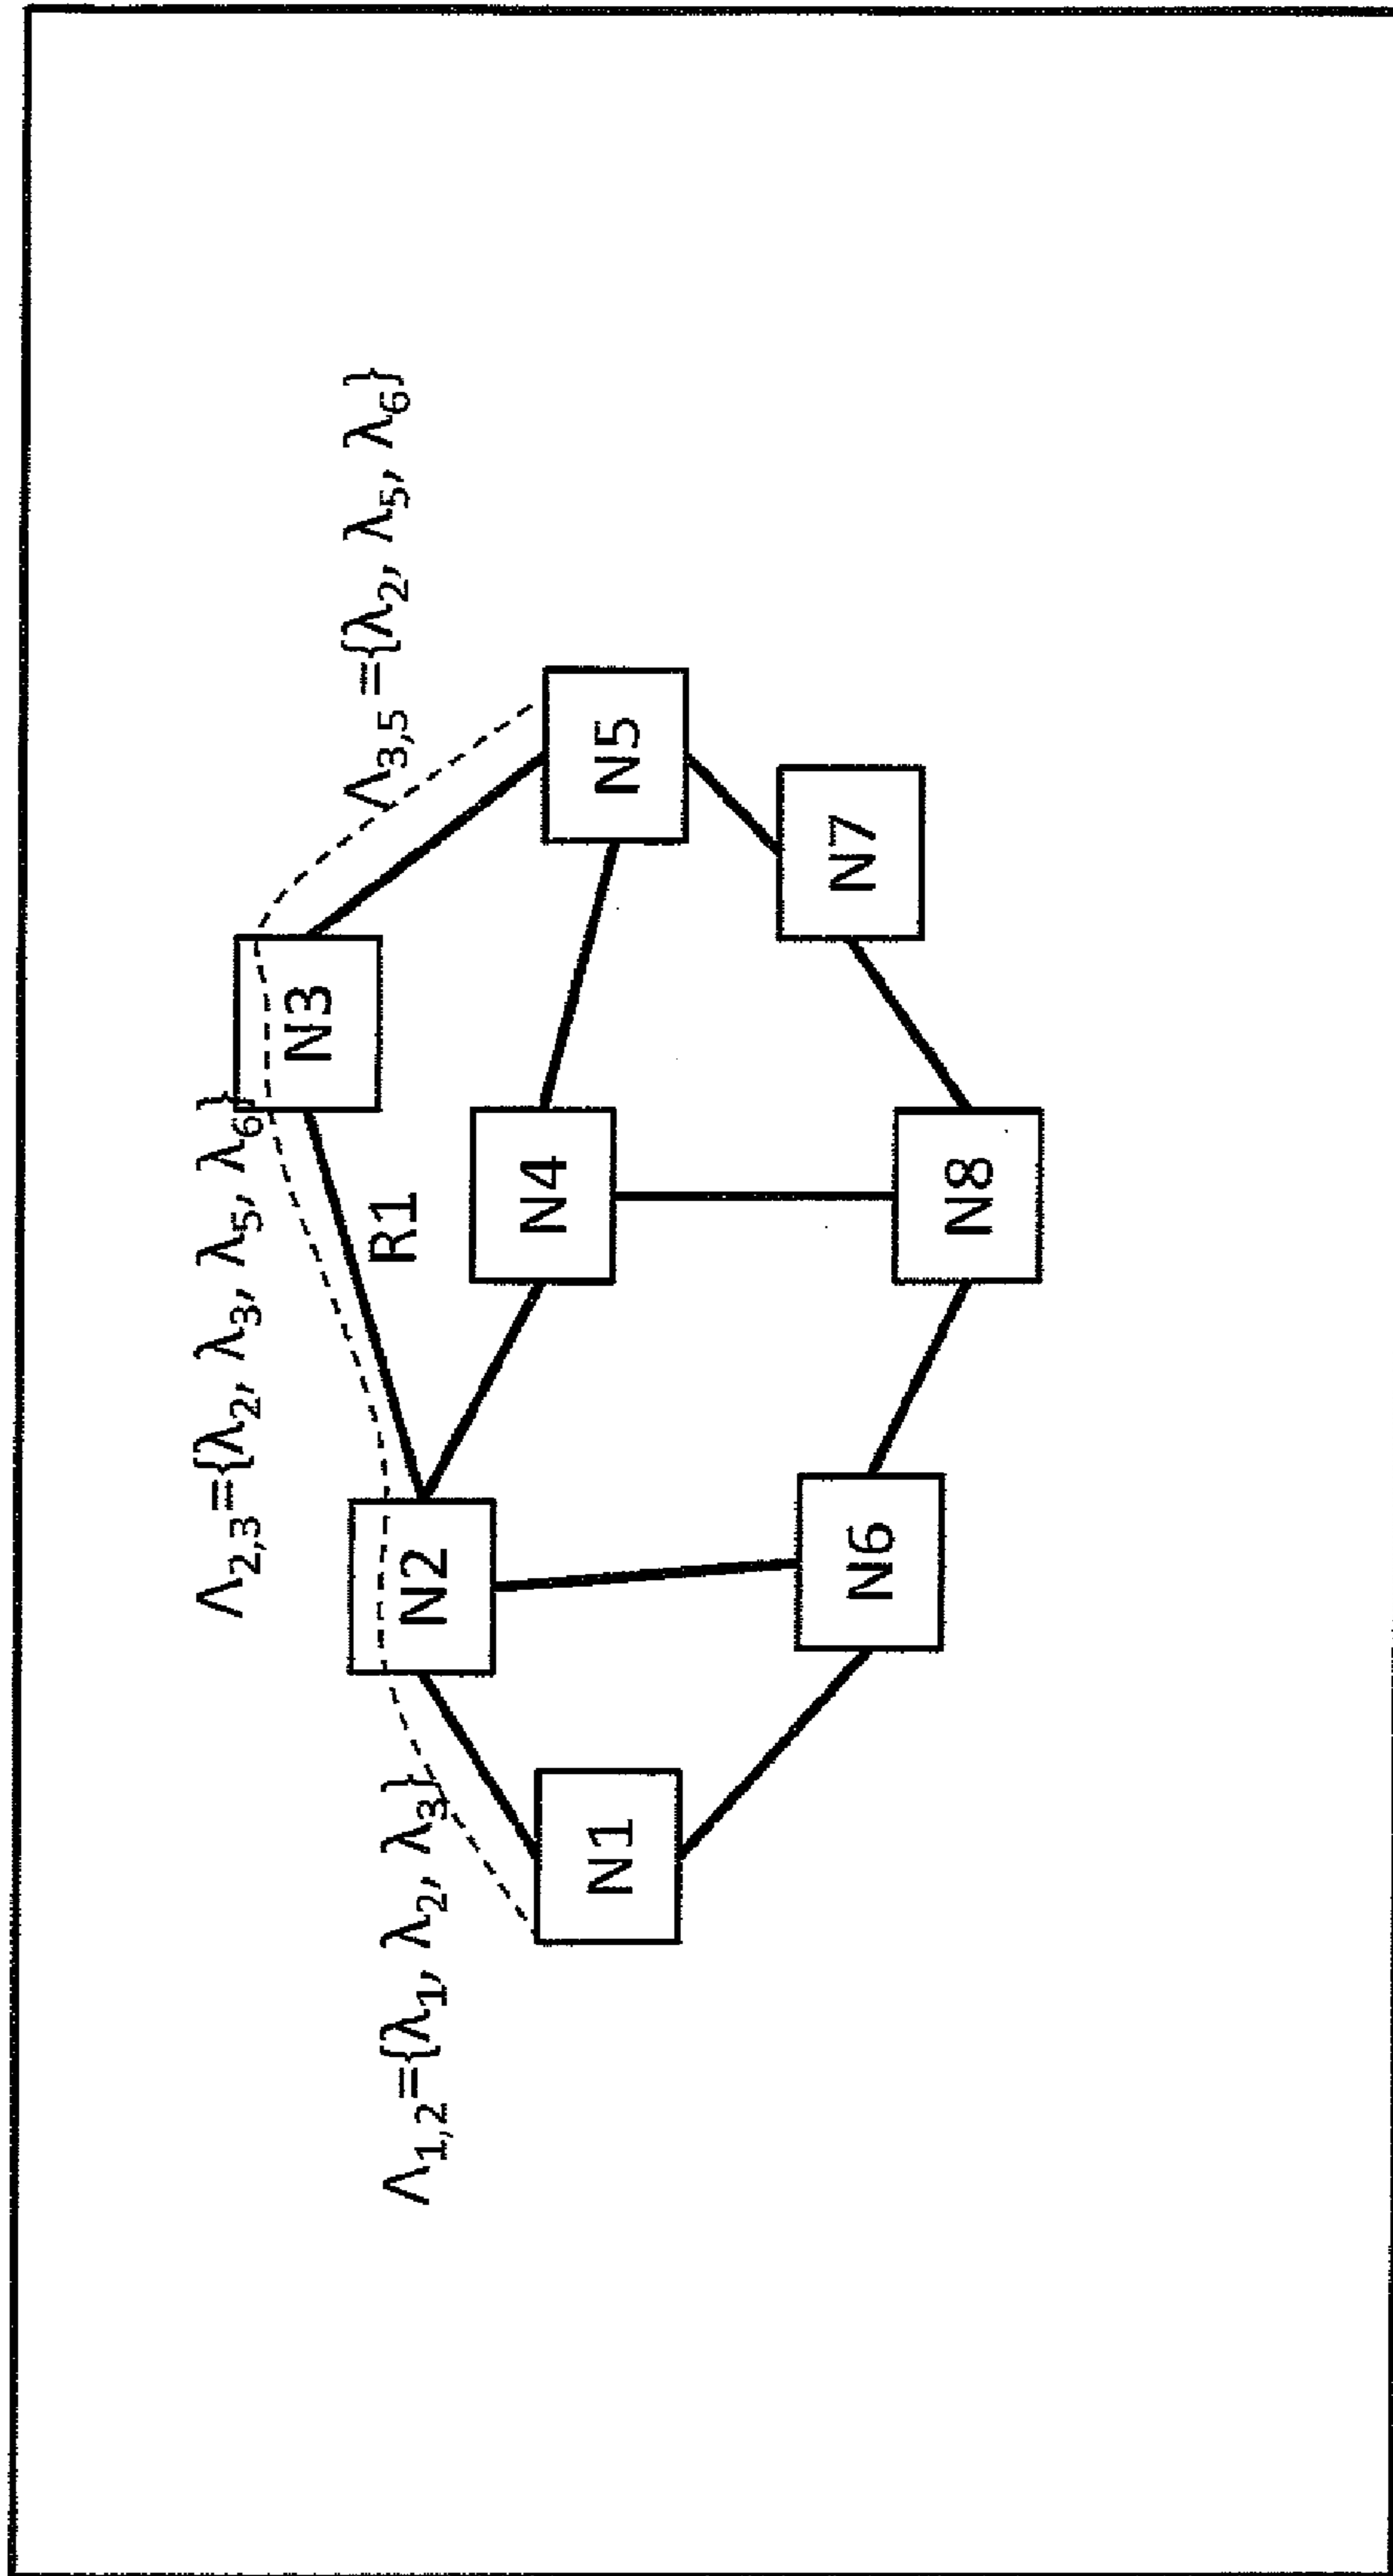 Λ2,3={λ2, λ3, λ5, λ6}
Λ3,5={λ2, λ5, λ6}
Λ1,2={λ1, λ2, λ3}
N3
R1
N2
N4
N5
N1
N7
N6
N8